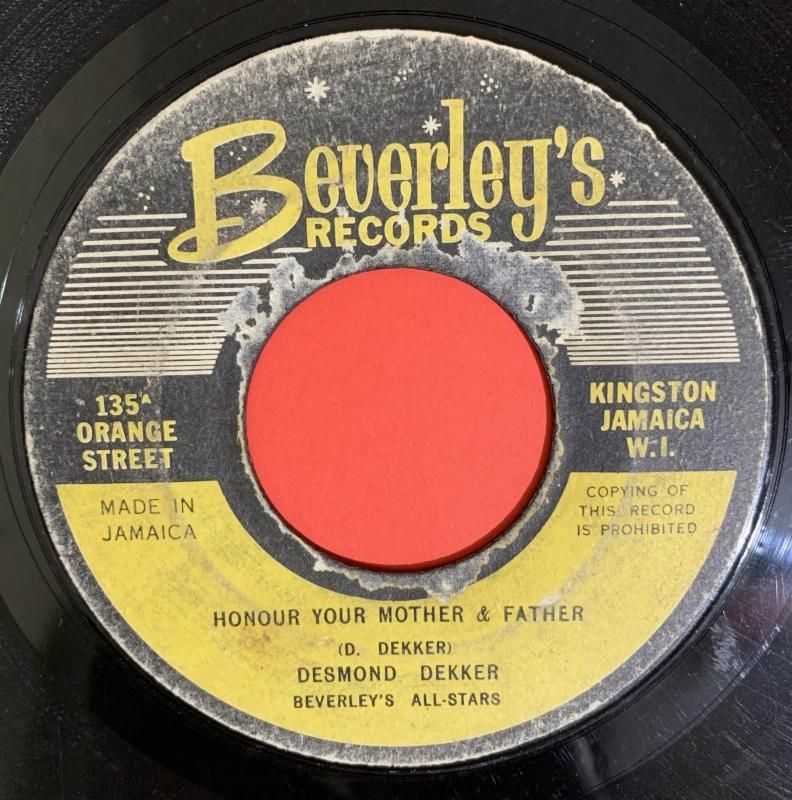 Beverley's
RECORDS
135A
ORANGE
STREET
KINGSTON
JAMAICA
W.I.
MADE IN
JAMAICA
COPYING OF
THIS RECORD
IS PROHIBITED
HONOUR YOUR MOTHER & FATHER
(D. DEKKER)
DESMOND DEKKER
BEVERLEY'S ALL-STARS